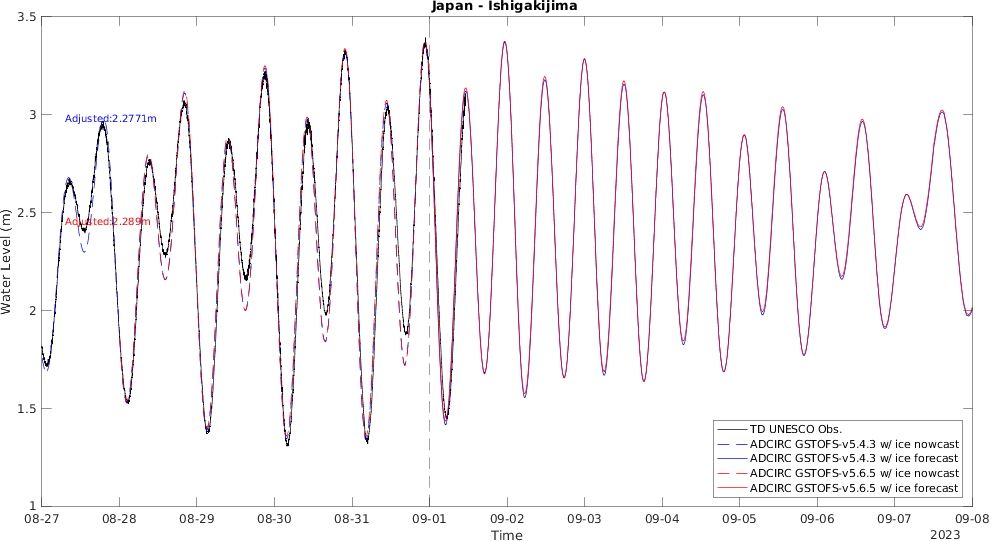 Japan - Ishigakijima
3.5
3
2.5
2
1.5
1
Water Level (m)
Adjusted:2.2771m
Adjusted:2.289m
TD UNESCO Obs.
ADCIRC GSTOFS-v5.4.3 w/ ice nowcast
ADCIRC GSTOFS-v5.4.3 w/ ice forecast
ADCIRC GSTOFS-v5.6.5 w/ ice nowcast
ADCIRC GSTOFS-v5.6.5 w/ ice forecast
08-27 08-28 08-29 08-30 08-31 09-01 09-02 09-03 09-04 09-05 09-06 09-07 09-08
Time
2023